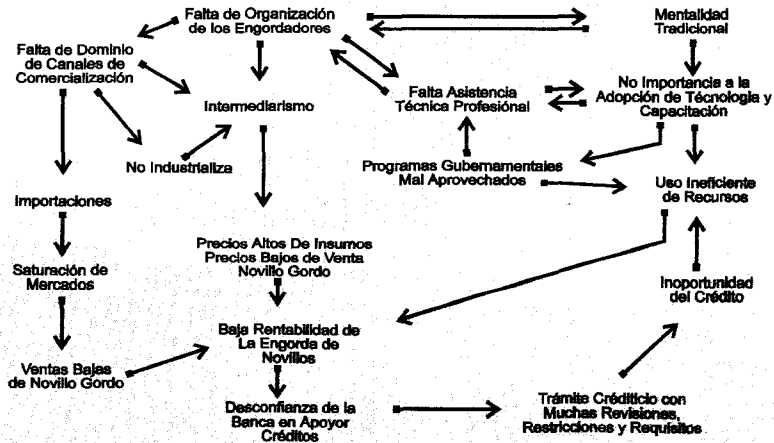 Falta de Organización
de los Engordadores
Mentalidad
Tradicional
Falta de Dominio
de Canales de
Comercialización
Intermediarismo
Falta Asistencia
Técnica Profesiónal
No Importancia a la
Adopción de Técnologia y
Capacitación
No Industrializa
Programas Gubernamentales
Mal Aprovechados
Uso Ineficiente
de Recursos
Importaciones
Precios Altos De Insumos
Precios Bajos de Venta
Novillo Gordo
Saturación de
Mercados
Inoportunidad
del Crédito
Baja Rentabilidad de
La Engorda de
Novillos
Ventas Bajas
de Novillo Gordo
Desconfianza de la
Banca en Apoyor
Créditos
Trámite Créditicio con
Muchas Revisiones,
Restricciones y Requisitos